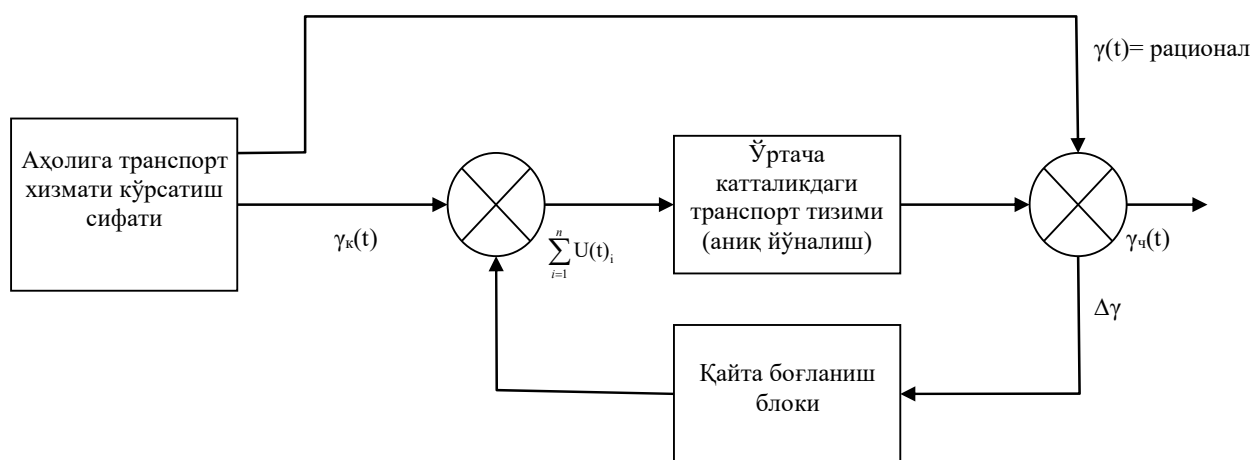 γ(t)= рационал
Аҳолига транспорт
хизмати кўрсатиш
сифати
γк(t)
n
∑ U(t)i
i=1
Ўртача
катталикдаги
транспорт тизими
(аниқ йўналиш)
γч(t)
Δγ
Қайта боғланиш
блоки